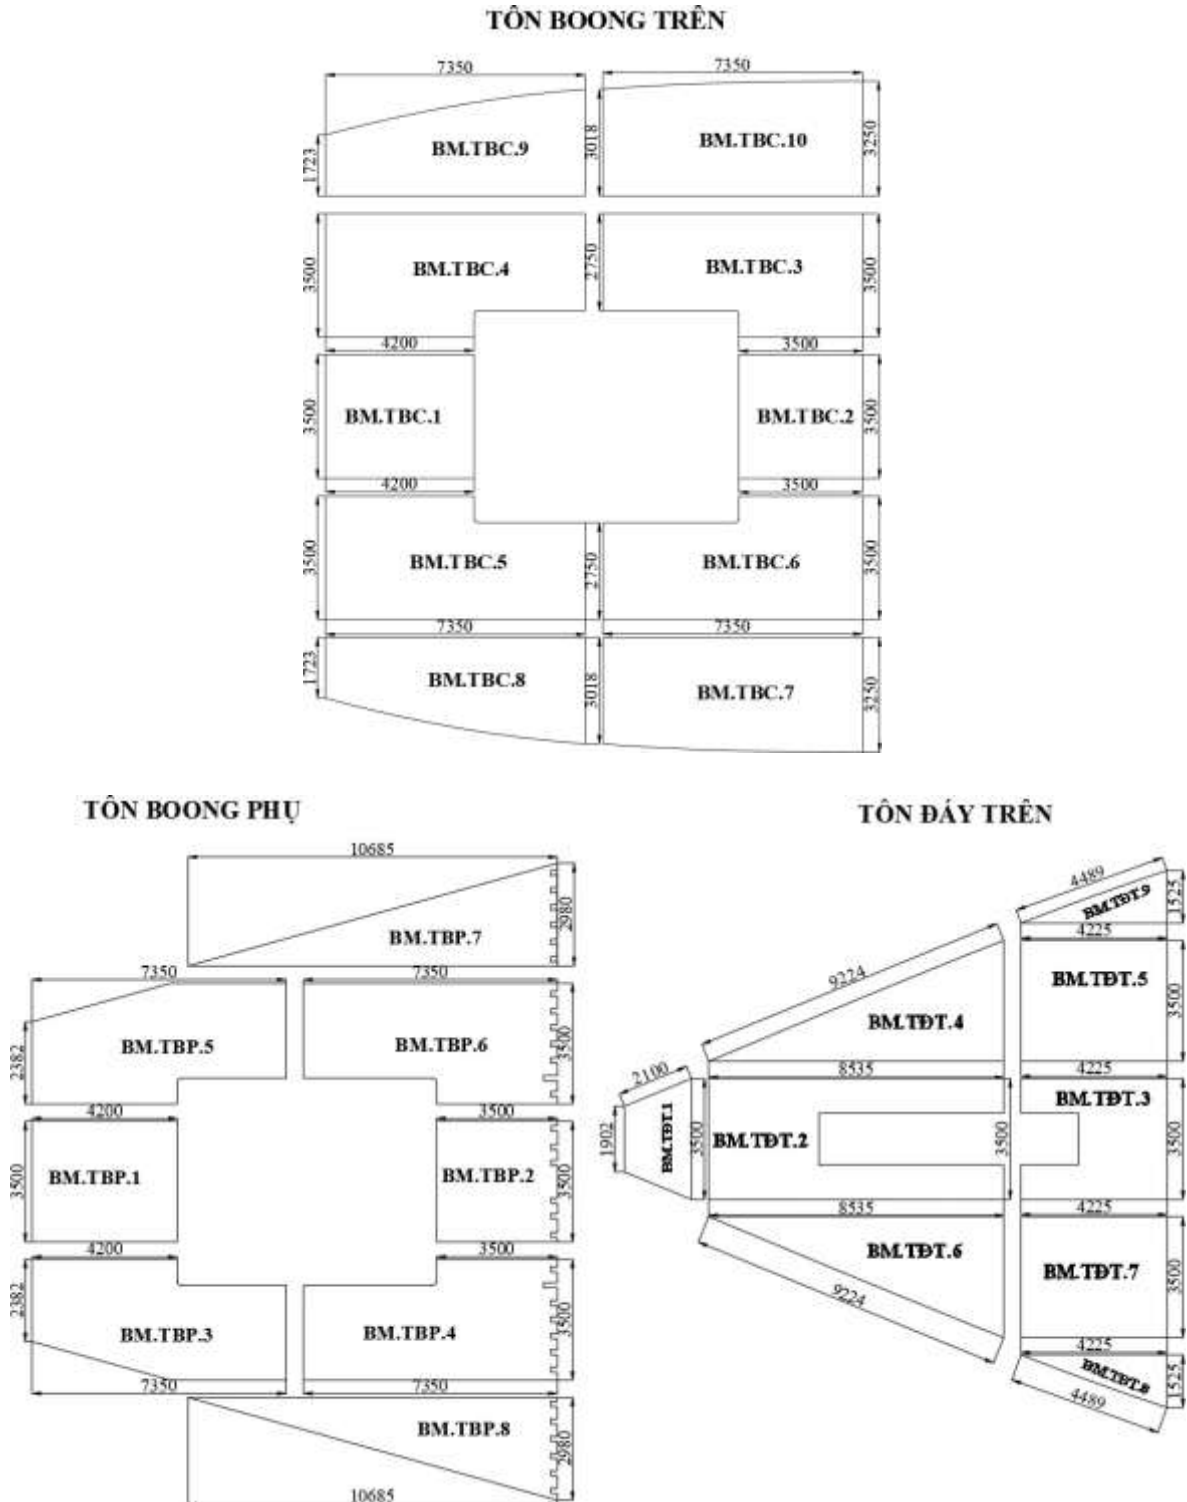 TÔN BOONG TRÊN
7350
7350
1723
BM.TBC.9
3018
BM.TBC.10
3250
3500
BM.TBC.4
2750
BM.TBC.3
3500
4200
3500
3500
BM.TBC.1
BM.TBC.2
3500
4200
3500
3500
BM.TBC.5
2750
BM.TBC.6
3500
7350
7350
1723
BM.TBC.8
3018
BM.TBC.7
3250
TÔN BOONG PHỤ
10685
BM.TBP.7
2980
7350
7350
2382
BM.TBP.5
BM.TBP.6
3500
4200
3500
3500
BM.TBP.1
BM.TBP.2
3500
4200
3500
2382
BM.TBP.3
BM.TBP.4
3500
7350
7350
BM.TBP.8
2980
10685
TÔN ĐÁY TRÊN
4489
BM.TĐT.9
1525
4225
9224
BM.TĐT.4
BM.TĐT.5
3500
2100
8535
4225
1902
BM.TĐT.1
3500
BM.TĐT.2
3500
BM.TĐT.3
3500
8535
4225
BM.TĐT.6
BM.TĐT.7
3500
9224
4225
BM.TĐT.8
1525
4489